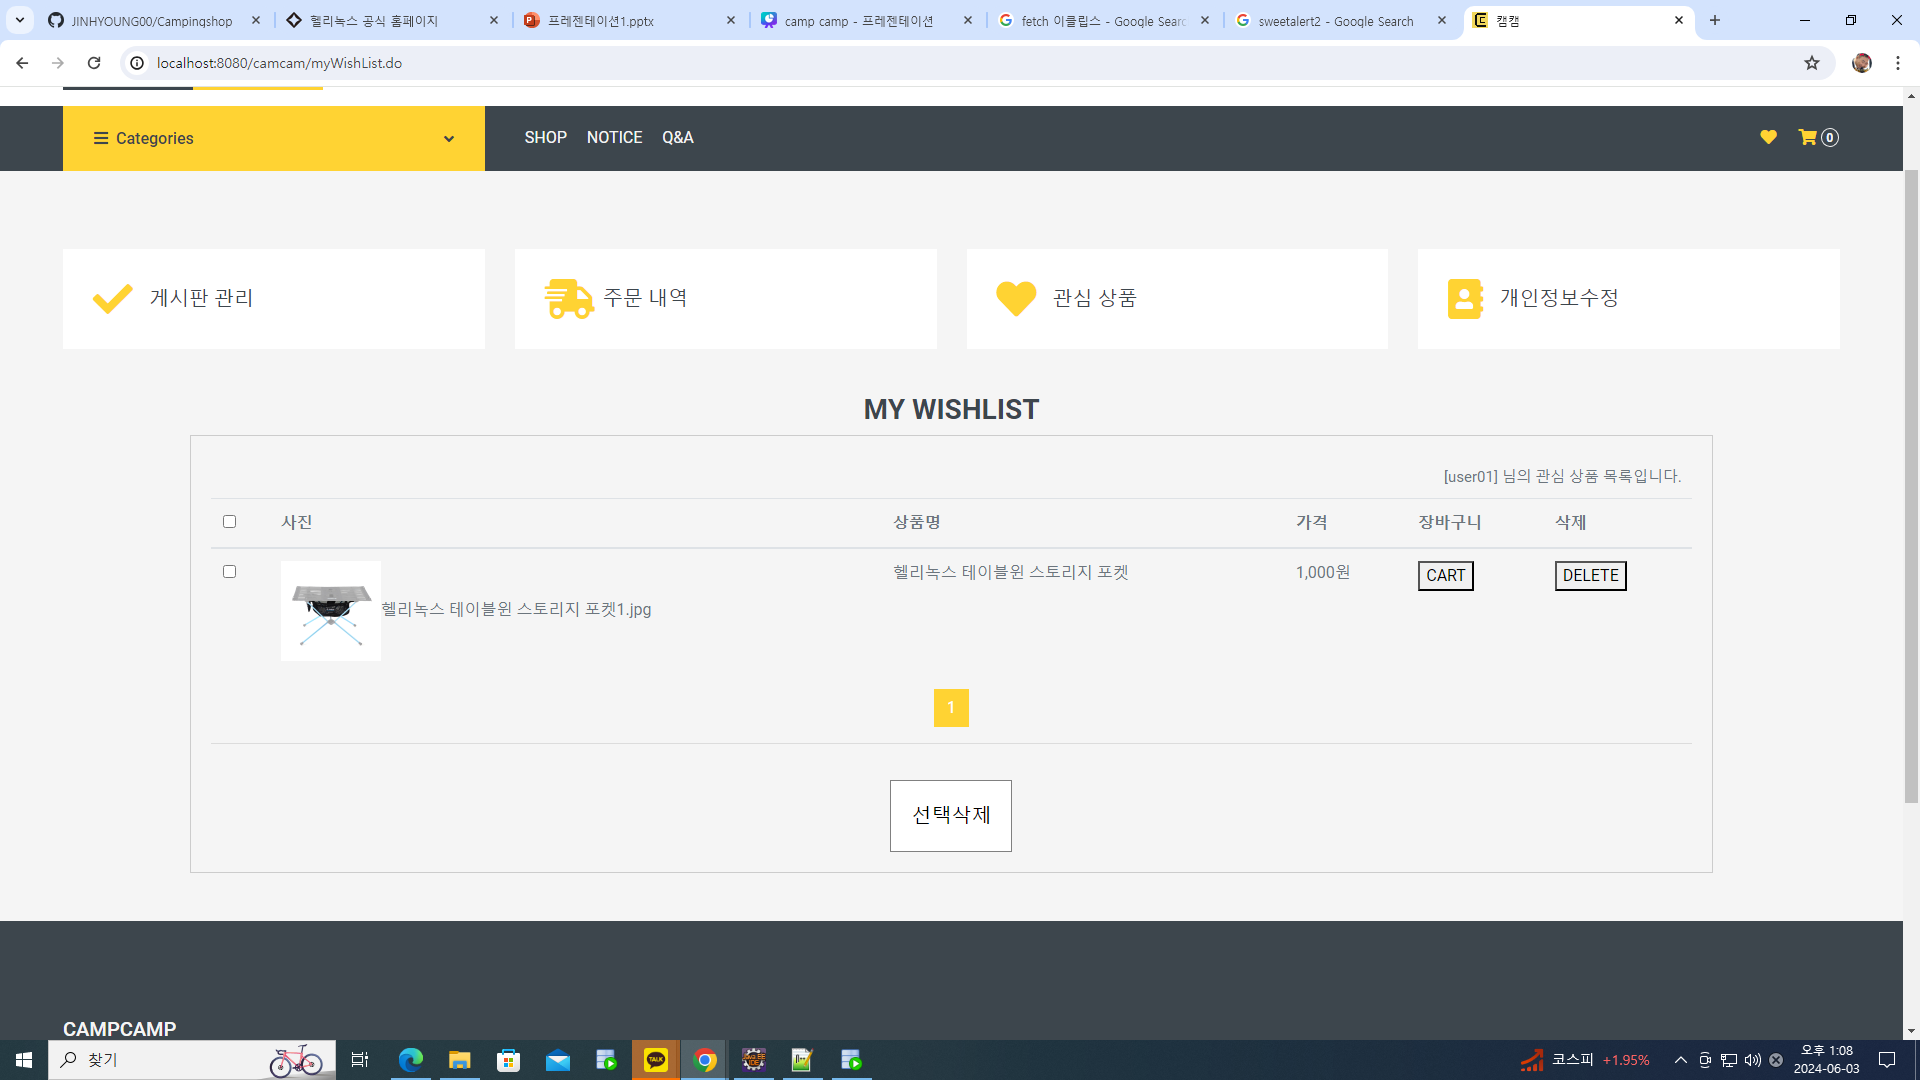 JINHYOUNG00/Campingshop
헬리녹스 공식 홈페이지
프레젠테이션1.pptx
camp camp - 프레젠테이션
fetch 이클립스 - Google Searc
sweetalert2 - Google Search
캠캠
localhost:8080/camcam/myWishList.do
Categories
SHOP NOTICE Q&A
0
게시판 관리
주문 내역
관심 상품
개인정보수정
MY WISHLIST
[user01] 님의 관심 상품 목록입니다.
사진 상품명 가격 장바구니 삭제
헬리녹스 테이블윈 스토리지 포켓1.jpg 헬리녹스 테이블윈 스토리지 포켓 1,000원 CART DELETE
1
선택삭제
CAMPCAMP
찾기
TALK
코스피 +1.95%
오후 1:08
2024-06-03